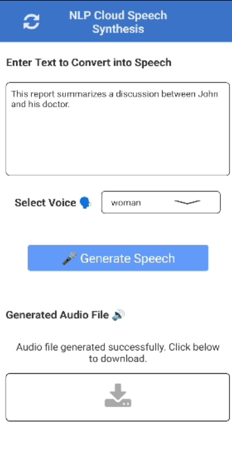 NLP Cloud Speech
Synthesis
Enter Text to Convert into Speech
This report summarizes a discussion between John
and his doctor.
Select Voice 🗣️ woman
🎤 Generate Speech
Generated Audio File 🔊
Audio file generated successfully. Click below
to download.